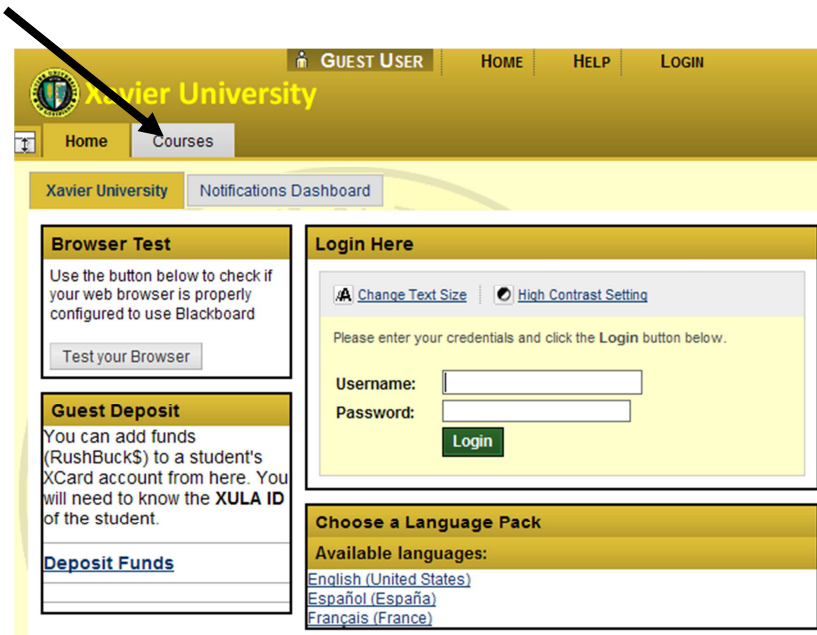 GUEST USER HOME HELP LOGIN
Xavier University
Home Courses
Xavier University Notifications Dashboard
Browser Test
Use the button below to check if
your web browser is properly
configured to use Blackboard
Test your Browser
Guest Deposit
You can add funds
(RushBuck$) to a student's
XCard account from here. You
will need to know the XULA ID
of the student.
Deposit Funds
Login Here
Change Text Size High Contrast Setting
Please enter your credentials and click the Login button below.
Username:
Password:
Login
Choose a Language Pack
Available languages:
English (United States)
Español (España)
Français (France)